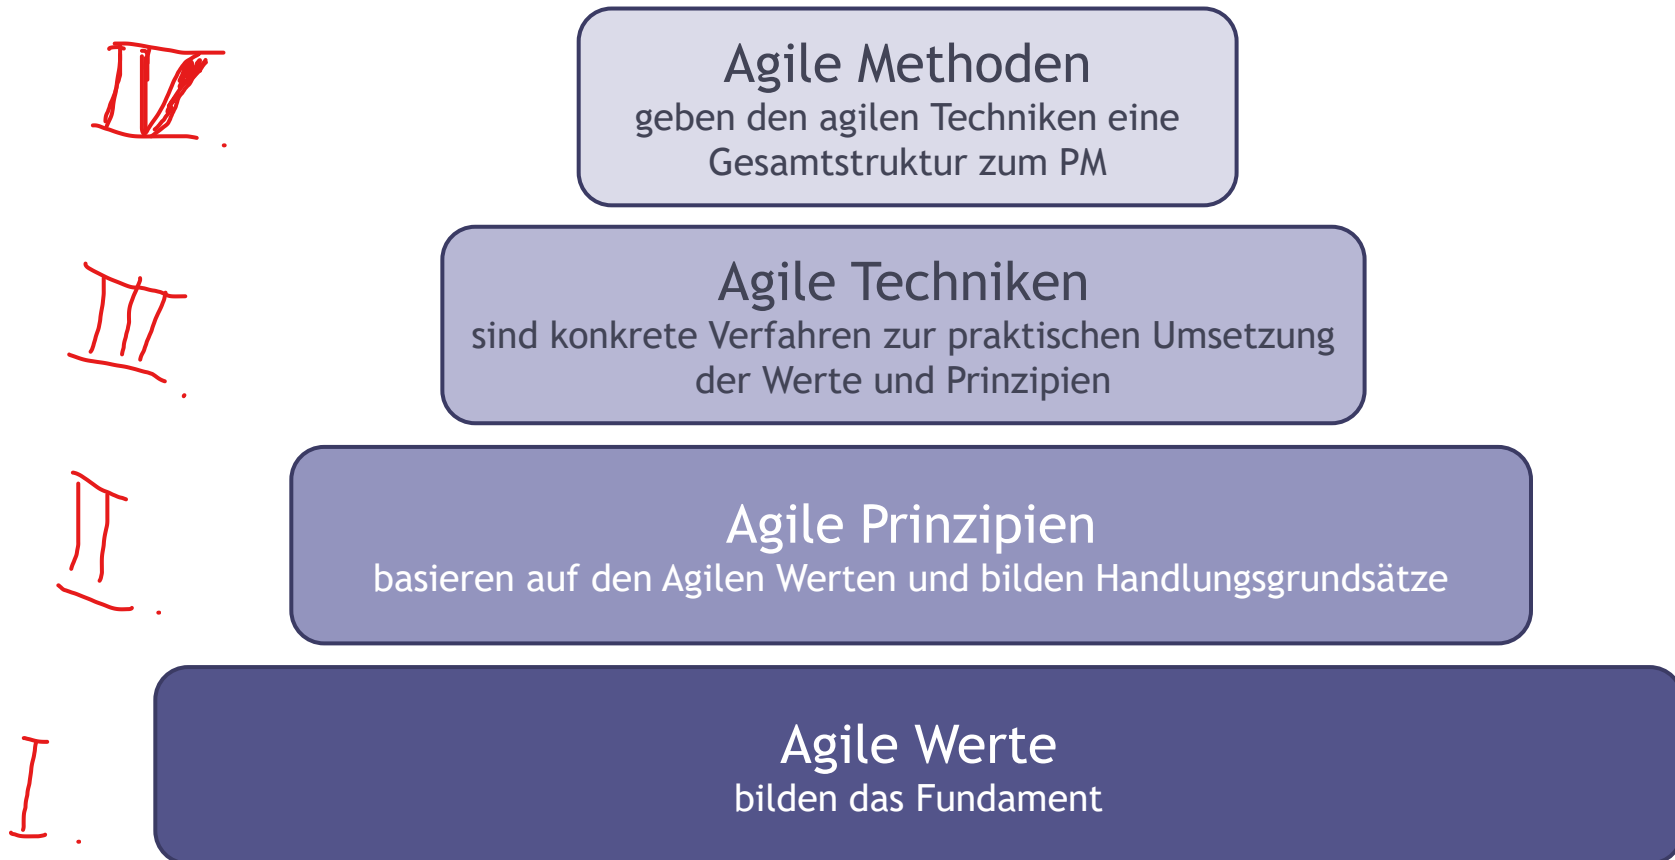 IV.
Agile Methoden
geben den agilen Techniken eine
Gesamtstruktur zum PM
III.
Agile Techniken
sind konkrete Verfahren zur praktischen Umsetzung
der Werte und Prinzipien
II.
Agile Prinzipien
basieren auf den Agilen Werten und bilden Handlungsgrundsätze
I.
Agile Werte
bilden das Fundament